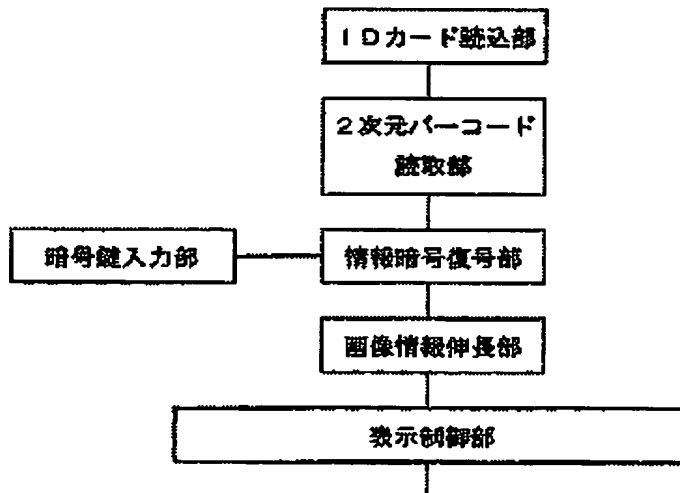 IDカード読込部
2次元バーコード
読取部
暗号鍵入力部
情報暗号復号部
画像情報伸長部
表示制御部